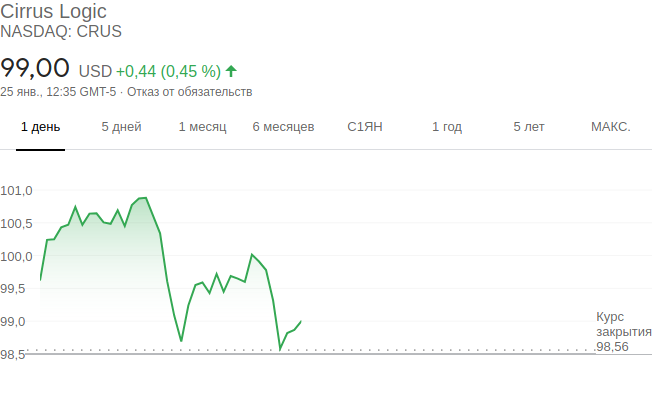 Cirrus Logic
NASDAQ: CRUS
99,00 USD +0,44 (0,45 %)
25 янв., 12:35 GMT-5 · Отказ от обязательств
1 день 5 дней 1 месяц 6 месяцев С1ЯН 1 год 5 лет МАКС.
101,0
100,5
100,0
99,5
99,0
98,5
Курс
закрытия
98,56